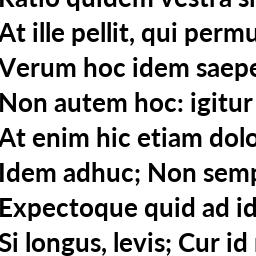 Ratio quidem vestra
At ille pellit, qui
Verum hoc idem
Non autem hoc: igitur
At enim hic etiam
Idem adhuc; Non
Expectoque quid ad
Si longus, levis; Cur id